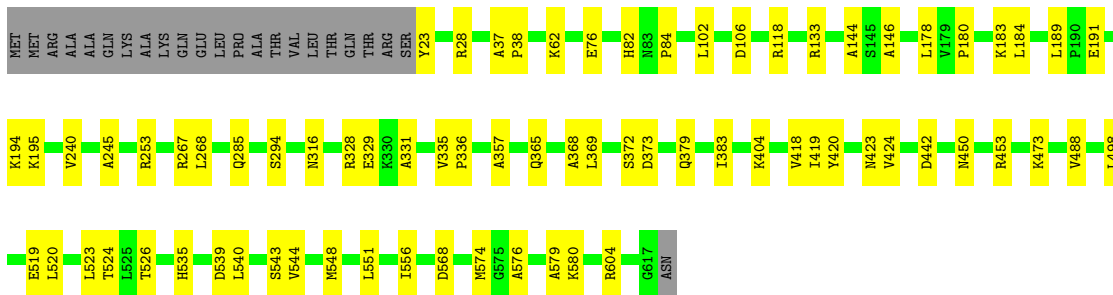 MET MET ARG ALA ALA GLN LYS ALA LYS GLN GLU LEU PRO ALA THR VAL LEU THR GLN THR ARG SER Y23 R28 A37 P38 K62 E76 H82 N83 P84 L102 D106 R118 R133 A144 S145 A146 L178 V179 P180 K183 L184 L189 P190 E191
K194 K195 V240 A245 R253 R267 L268 Q285 S294 N316 R328 E329 K330 A331 V335 P336 A357 Q365 A368 L369 S372 D373 Q379 I383 K404 V418 I419 Y420 N423 V424 D442 N450 R453 K473 V488
E519 L520 L523 T524 L525 T526 H535 D539 L540 S543 V544 M548 L551 I556 D568 M574 G575 A576 A579 K580 R604 G617 ASN